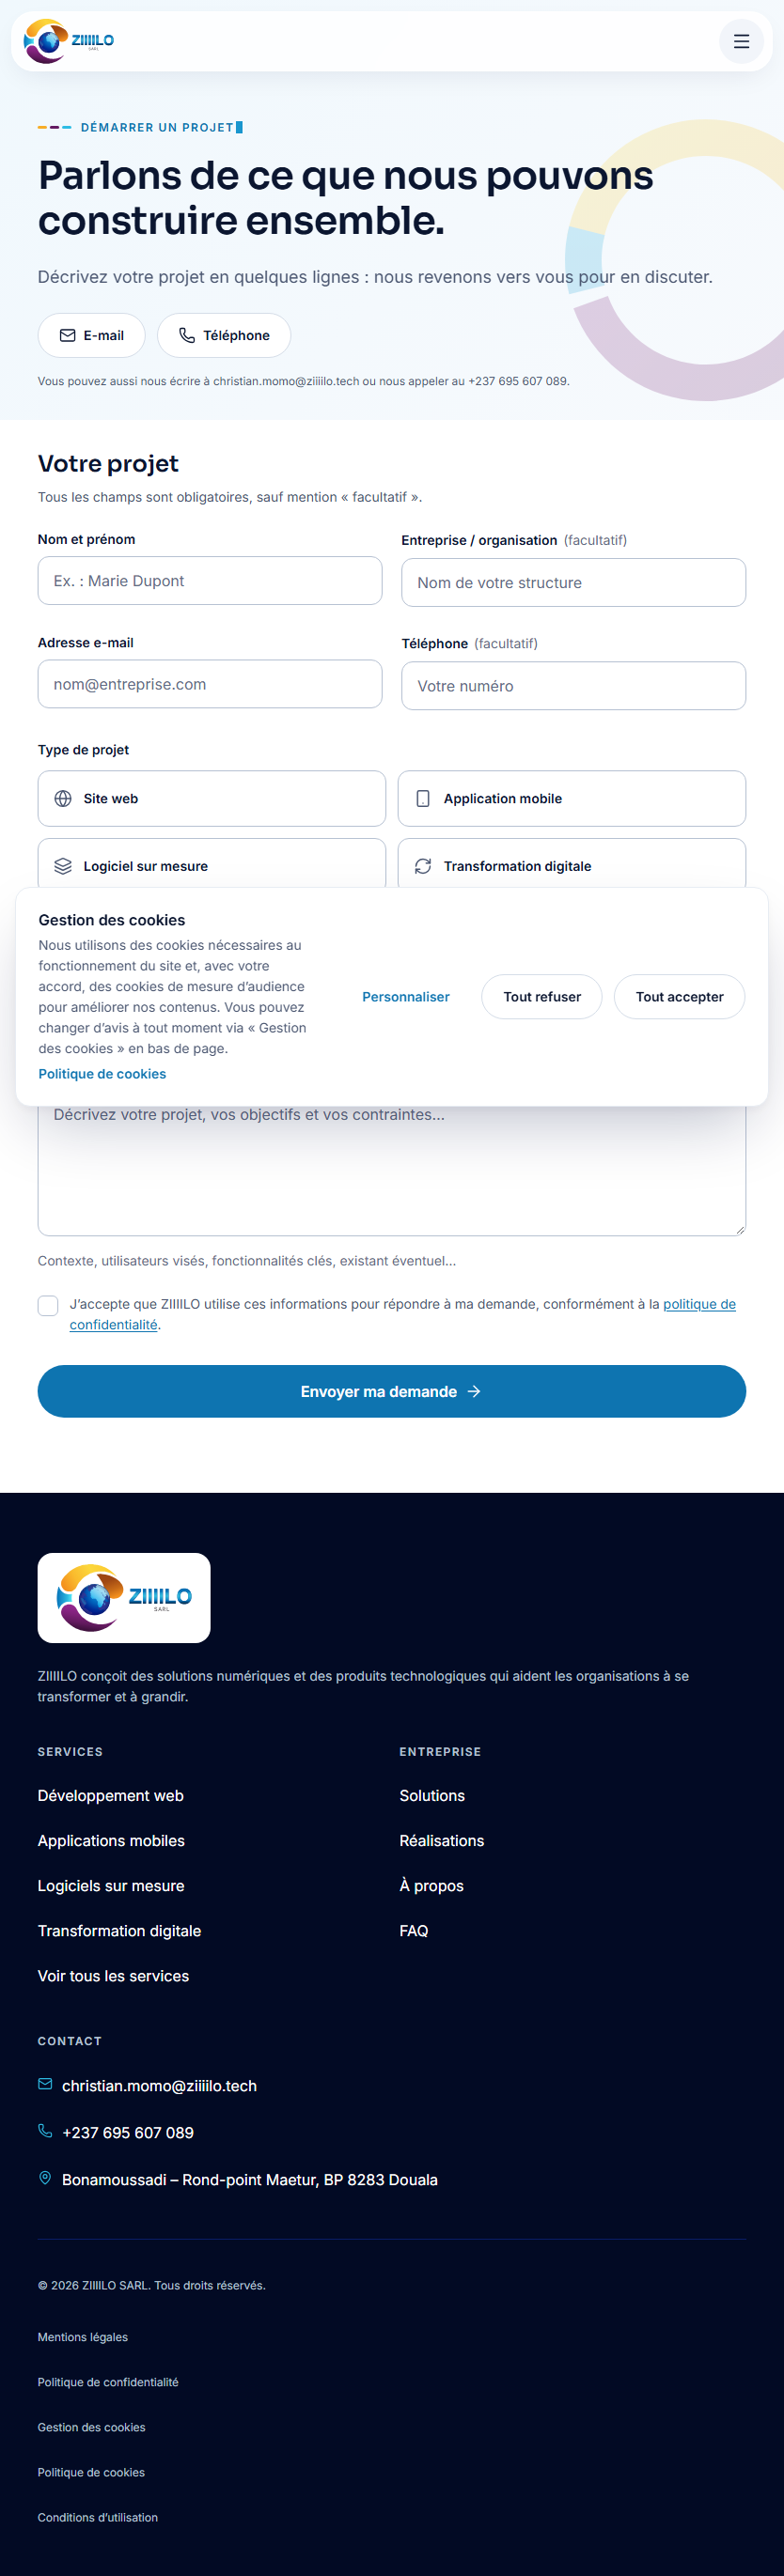 ZIIIILO
SARL
DÉMARRER UN PROJET
Parlons de ce que nous pouvons
construire ensemble.
Décrivez votre projet en quelques lignes : nous revenons vers vous pour en discuter.
E-mail
Téléphone
Vous pouvez aussi nous écrire à christian.momo@ziiiilo.tech ou nous appeler au +237 695 607 089.
Votre projet
Tous les champs sont obligatoires, sauf mention « facultatif ».
Nom et prénom
Ex. : Marie Dupont
Entreprise / organisation (facultatif)
Nom de votre structure
Adresse e-mail
nom@entreprise.com
Téléphone (facultatif)
Votre numéro
Type de projet
Site web
Application mobile
Logiciel sur mesure
Transformation digitale
Gestion des cookies
Nous utilisons des cookies nécessaires au
fonctionnement du site et, avec votre
accord, des cookies de mesure d’audience
pour améliorer nos contenus. Vous pouvez
changer d’avis à tout moment via « Gestion
des cookies » en bas de page.
Politique de cookies
Personnaliser
Tout refuser
Tout accepter
Décrivez votre projet, vos objectifs et vos contraintes…
Contexte, utilisateurs visés, fonctionnalités clés, existant éventuel…
J’accepte que ZIIIILO utilise ces informations pour répondre à ma demande, conformément à la politique de
confidentialité.
Envoyer ma demande
ZIIIILO
SARL
ZIIIILO conçoit des solutions numériques et des produits technologiques qui aident les organisations à se
transformer et à grandir.
SERVICES
Développement web
Applications mobiles
Logiciels sur mesure
Transformation digitale
Voir tous les services
ENTREPRISE
Solutions
Réalisations
À propos
FAQ
CONTACT
christian.momo@ziiiilo.tech
+237 695 607 089
Bonamoussadi – Rond-point Maetur, BP 8283 Douala
© 2026 ZIIIILO SARL. Tous droits réservés.
Mentions légales
Politique de confidentialité
Gestion des cookies
Politique de cookies
Conditions d’utilisation